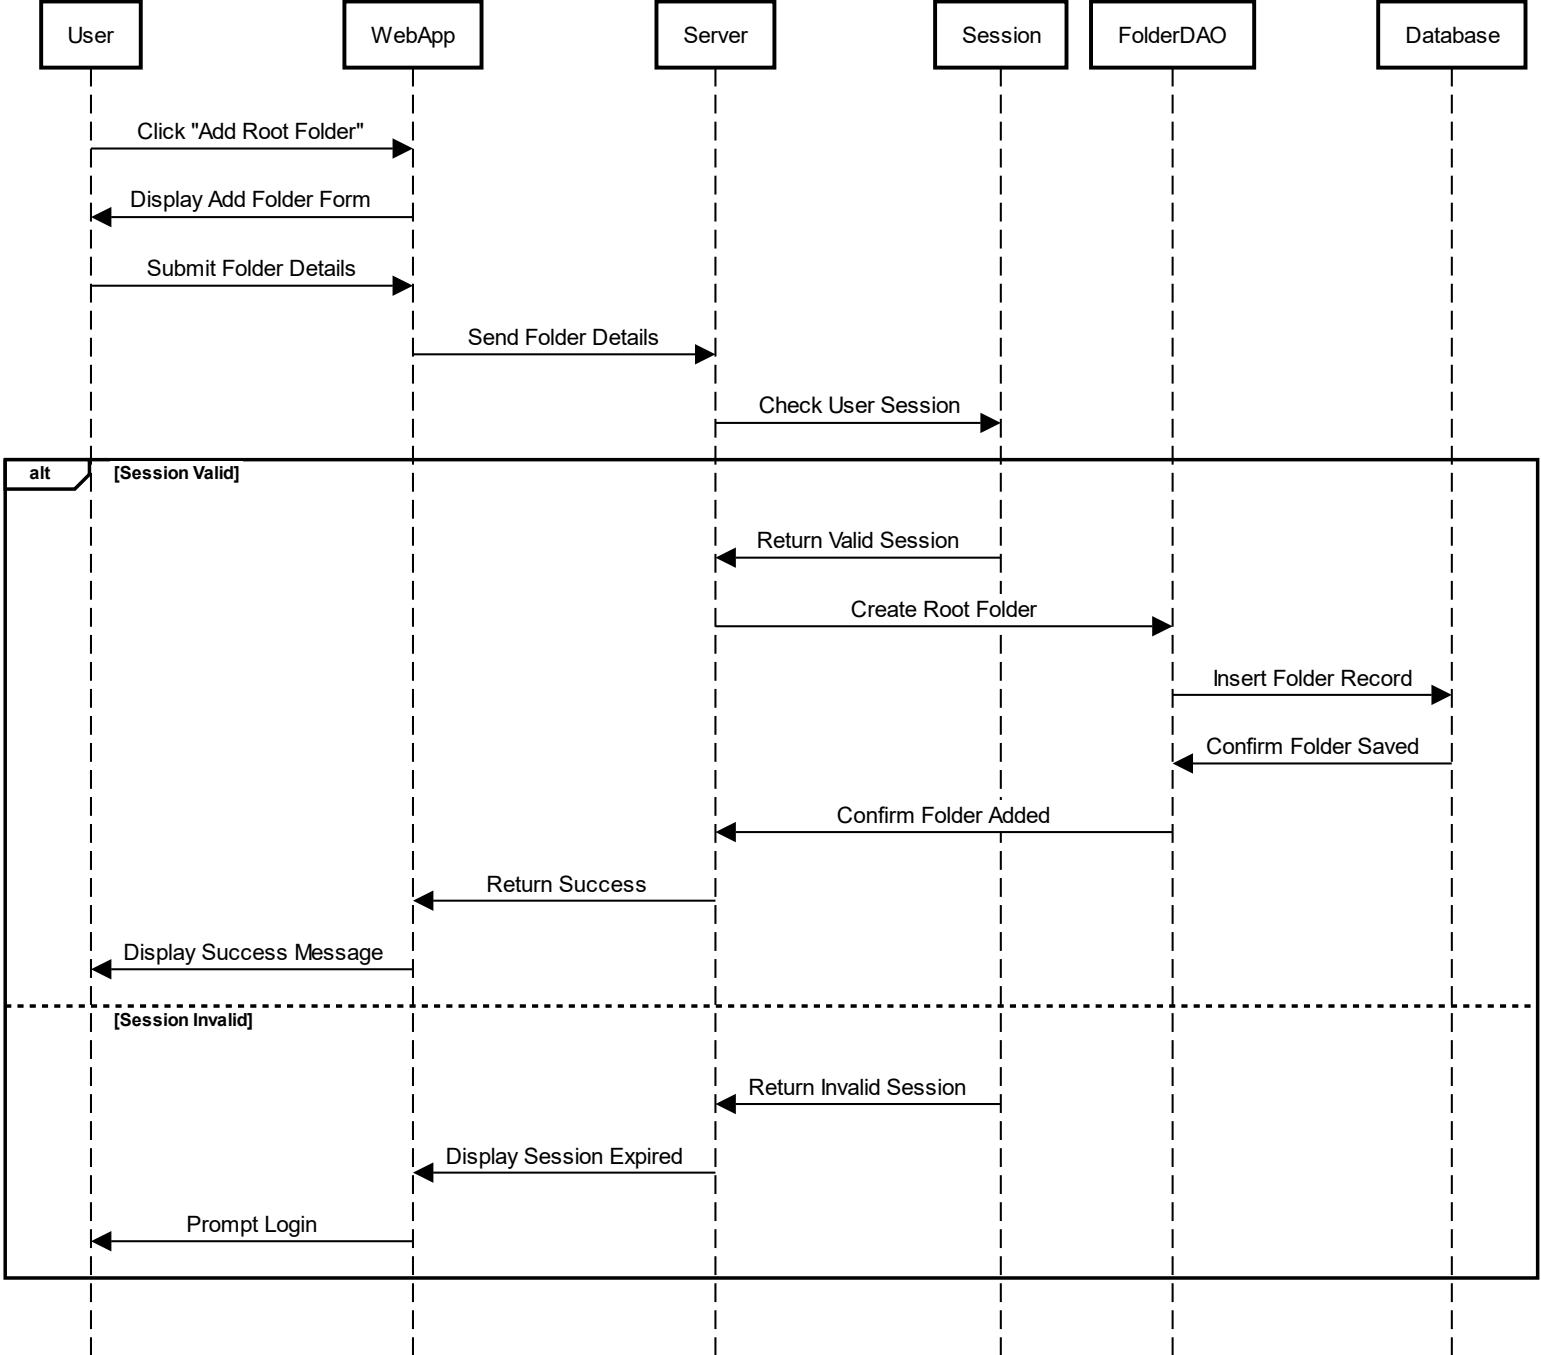 User
WebApp
Server
Session
FolderDAO
Database
Click "Add Root Folder"
Display Add Folder Form
Submit Folder Details
Send Folder Details
Check User Session
alt
[Session Valid]
Return Valid Session
Create Root Folder
Insert Folder Record
Confirm Folder Saved
Confirm Folder Added
Return Success
Display Success Message
[Session Invalid]
Return Invalid Session
Display Session Expired
Prompt Login